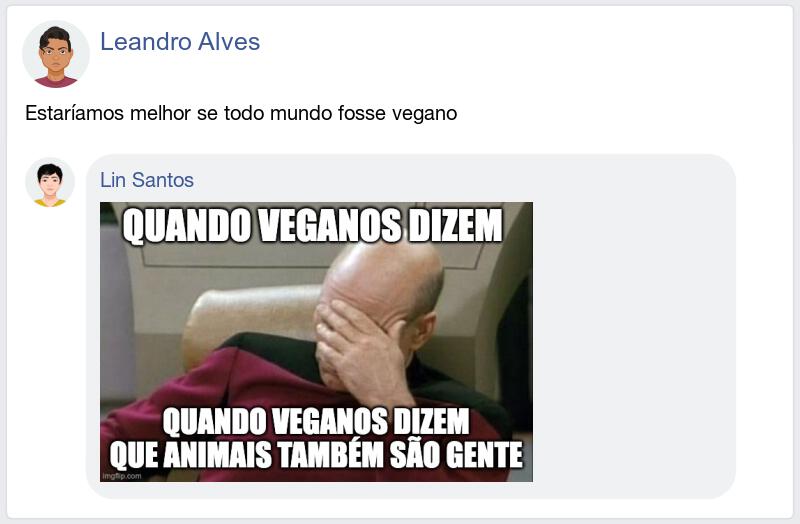 Leandro Alves
Estaríamos melhor se todo mundo fosse vegano
Lin Santos
QUANDO VEGANOS DIZEM
QUANDO VEGANOS DIZEM
QUE ANIMAIS TAMBÉM SÃO GENTE
imgflip.com